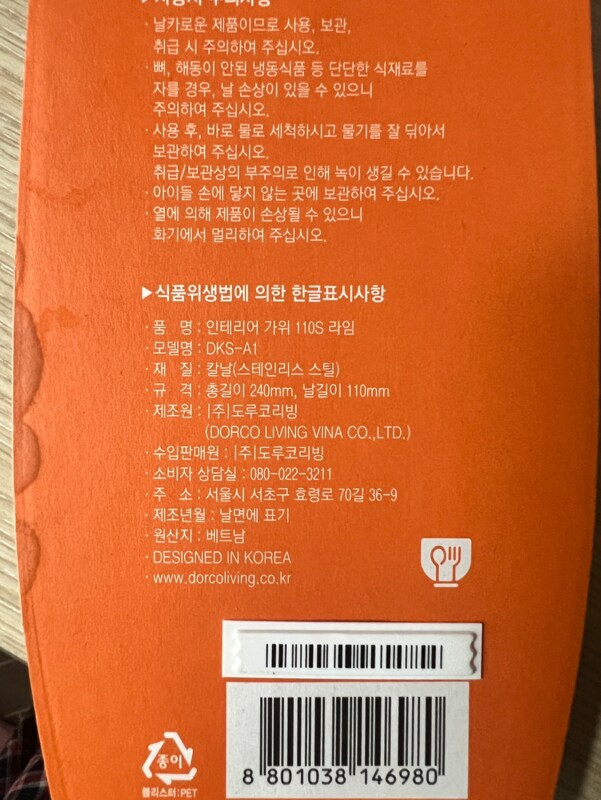 ▶사용자 주의사항
· 날카로운 제품이므로 사용, 보관,
취급 시 주의하여 주십시오.
· 뼈, 해동이 안된 냉동식품 등 단단한 식재료를
자를 경우, 날 손상이 있을 수 있으니
주의하여 주십시오.
· 사용 후, 바로 물로 세척하시고 물기를 잘 닦아서
보관하여 주십시오.
취급/보관상의 부주의로 인해 녹이 생길 수 있습니다.
· 아이들 손에 닿지 않는 곳에 보관하여 주십시오.
· 열에 의해 제품이 손상될 수 있으니
화기에서 멀리하여 주십시오.
▶식품위생법에 의한 한글표시사항
· 품 명 : 인테리어 가위 110S 라임
· 모델명 : DKS-A1
· 재 질 : 칼날(스테인리스 스틸)
· 규 격 : 총길이 240mm, 날길이 110mm
· 제조원 : |주|도루코리빙
(DORCO LIVING VINA CO.,LTD.)
· 수입판매원 : |주|도루코리빙
· 소비자 상담실 : 080-022-3211
· 주 소 : 서울시 서초구 효령로 70길 36-9
· 제조년월 : 날면에 표기
· 원산지 : 베트남
· DESIGNED IN KOREA
· www.dorcoliving.co.kr
종이
블리스터:PET
8 801038 146980